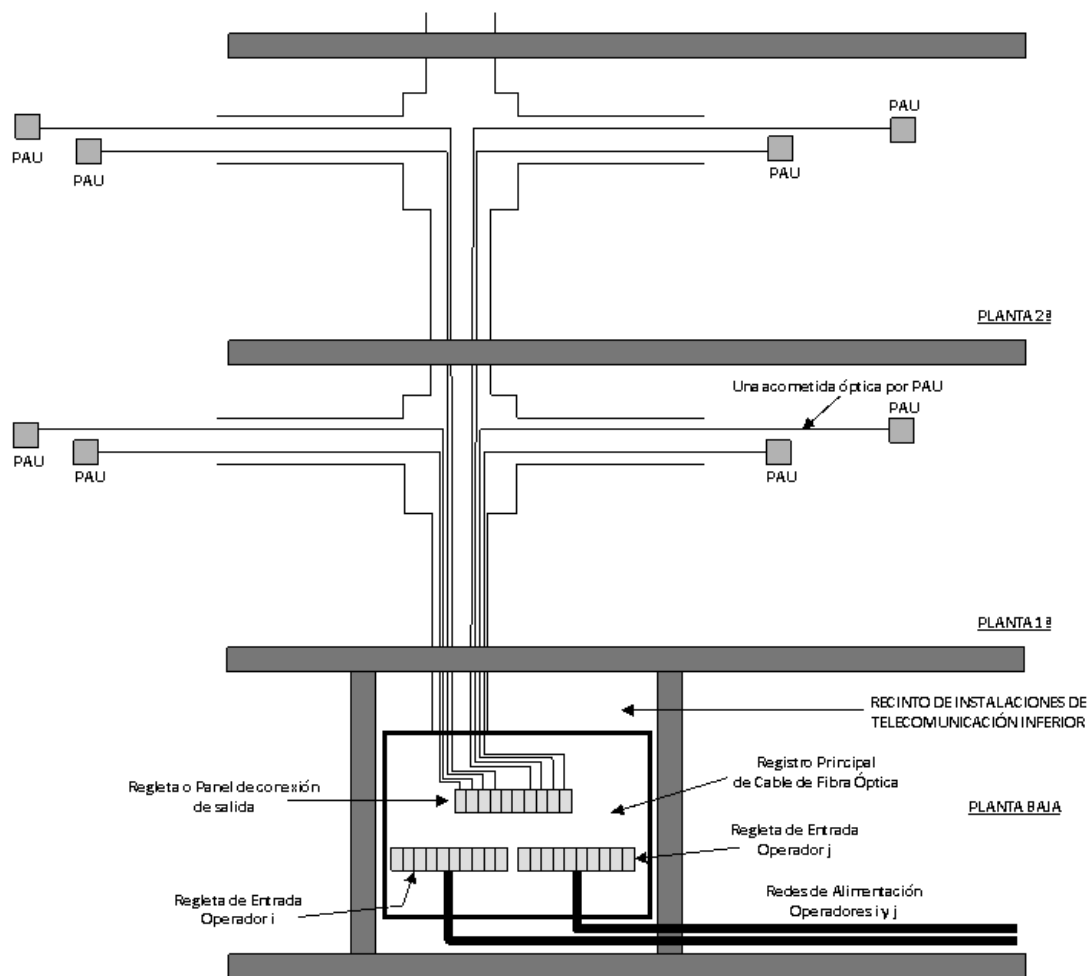 PAU
PAU
PAU
PAU
PLANTA 2ª
Una acometida óptica por PAU
PAU
PAU
PAU
PAU
PLANTA 1ª
RECINTO DE INSTALACIONES DE
TELECOMUNICACIÓN INFERIOR
Registro Principal
de Cable de Fibra Óptica
Regleta o Panel de conexión
de salida
PLANTA BAJA
Regleta de Entrada
Operador j
Redes de Alimentación
Operadores i y j
Regleta de Entrada
Operador i